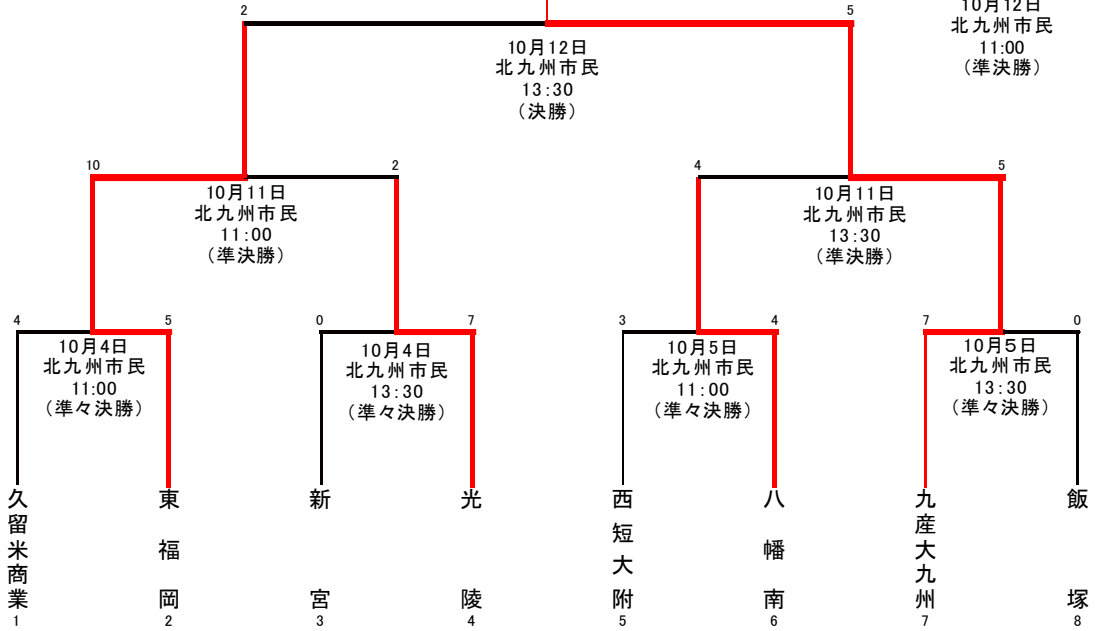 2
5
10月12日
北九州市民
11:00
(準決勝)
10月12日
北九州市民
13:30
(決勝)
10
2
4
5
10月11日
北九州市民
11:00
(準決勝)
10月11日
北九州市民
13:30
(準決勝)
4
5
0
7
3
4
7
0
10月4日
北九州市民
11:00
(準々決勝)
10月4日
北九州市民
13:30
(準々決勝)
10月5日
北九州市民
11:00
(準々決勝)
10月5日
北九州市民
13:30
(準々決勝)
久留米商業
東福岡
新宮
光陵
西短大附
八幡南
九産大九州
飯塚
1
2
3
4
5
6
7
8